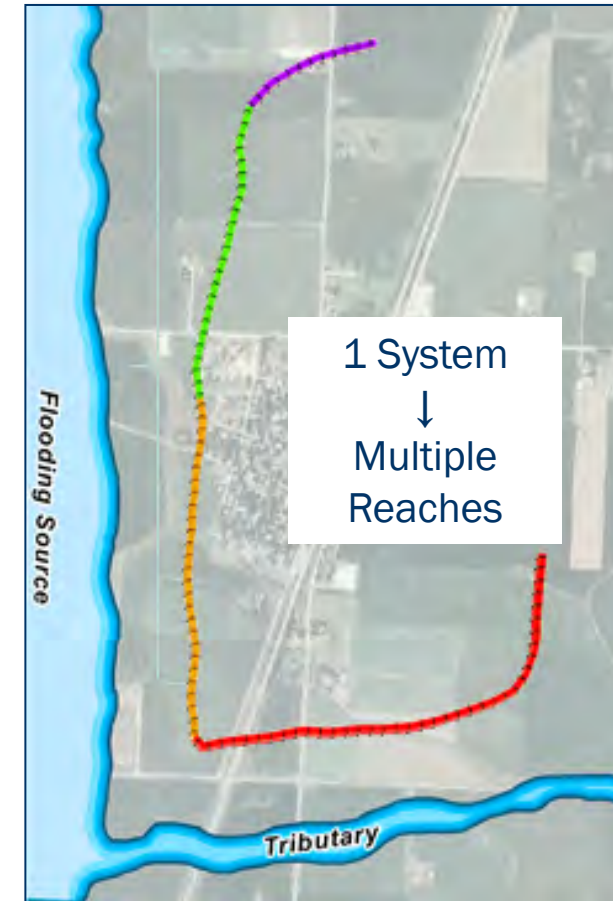 1 System
↓
Multiple
Reaches
Flooding Source
Tributary